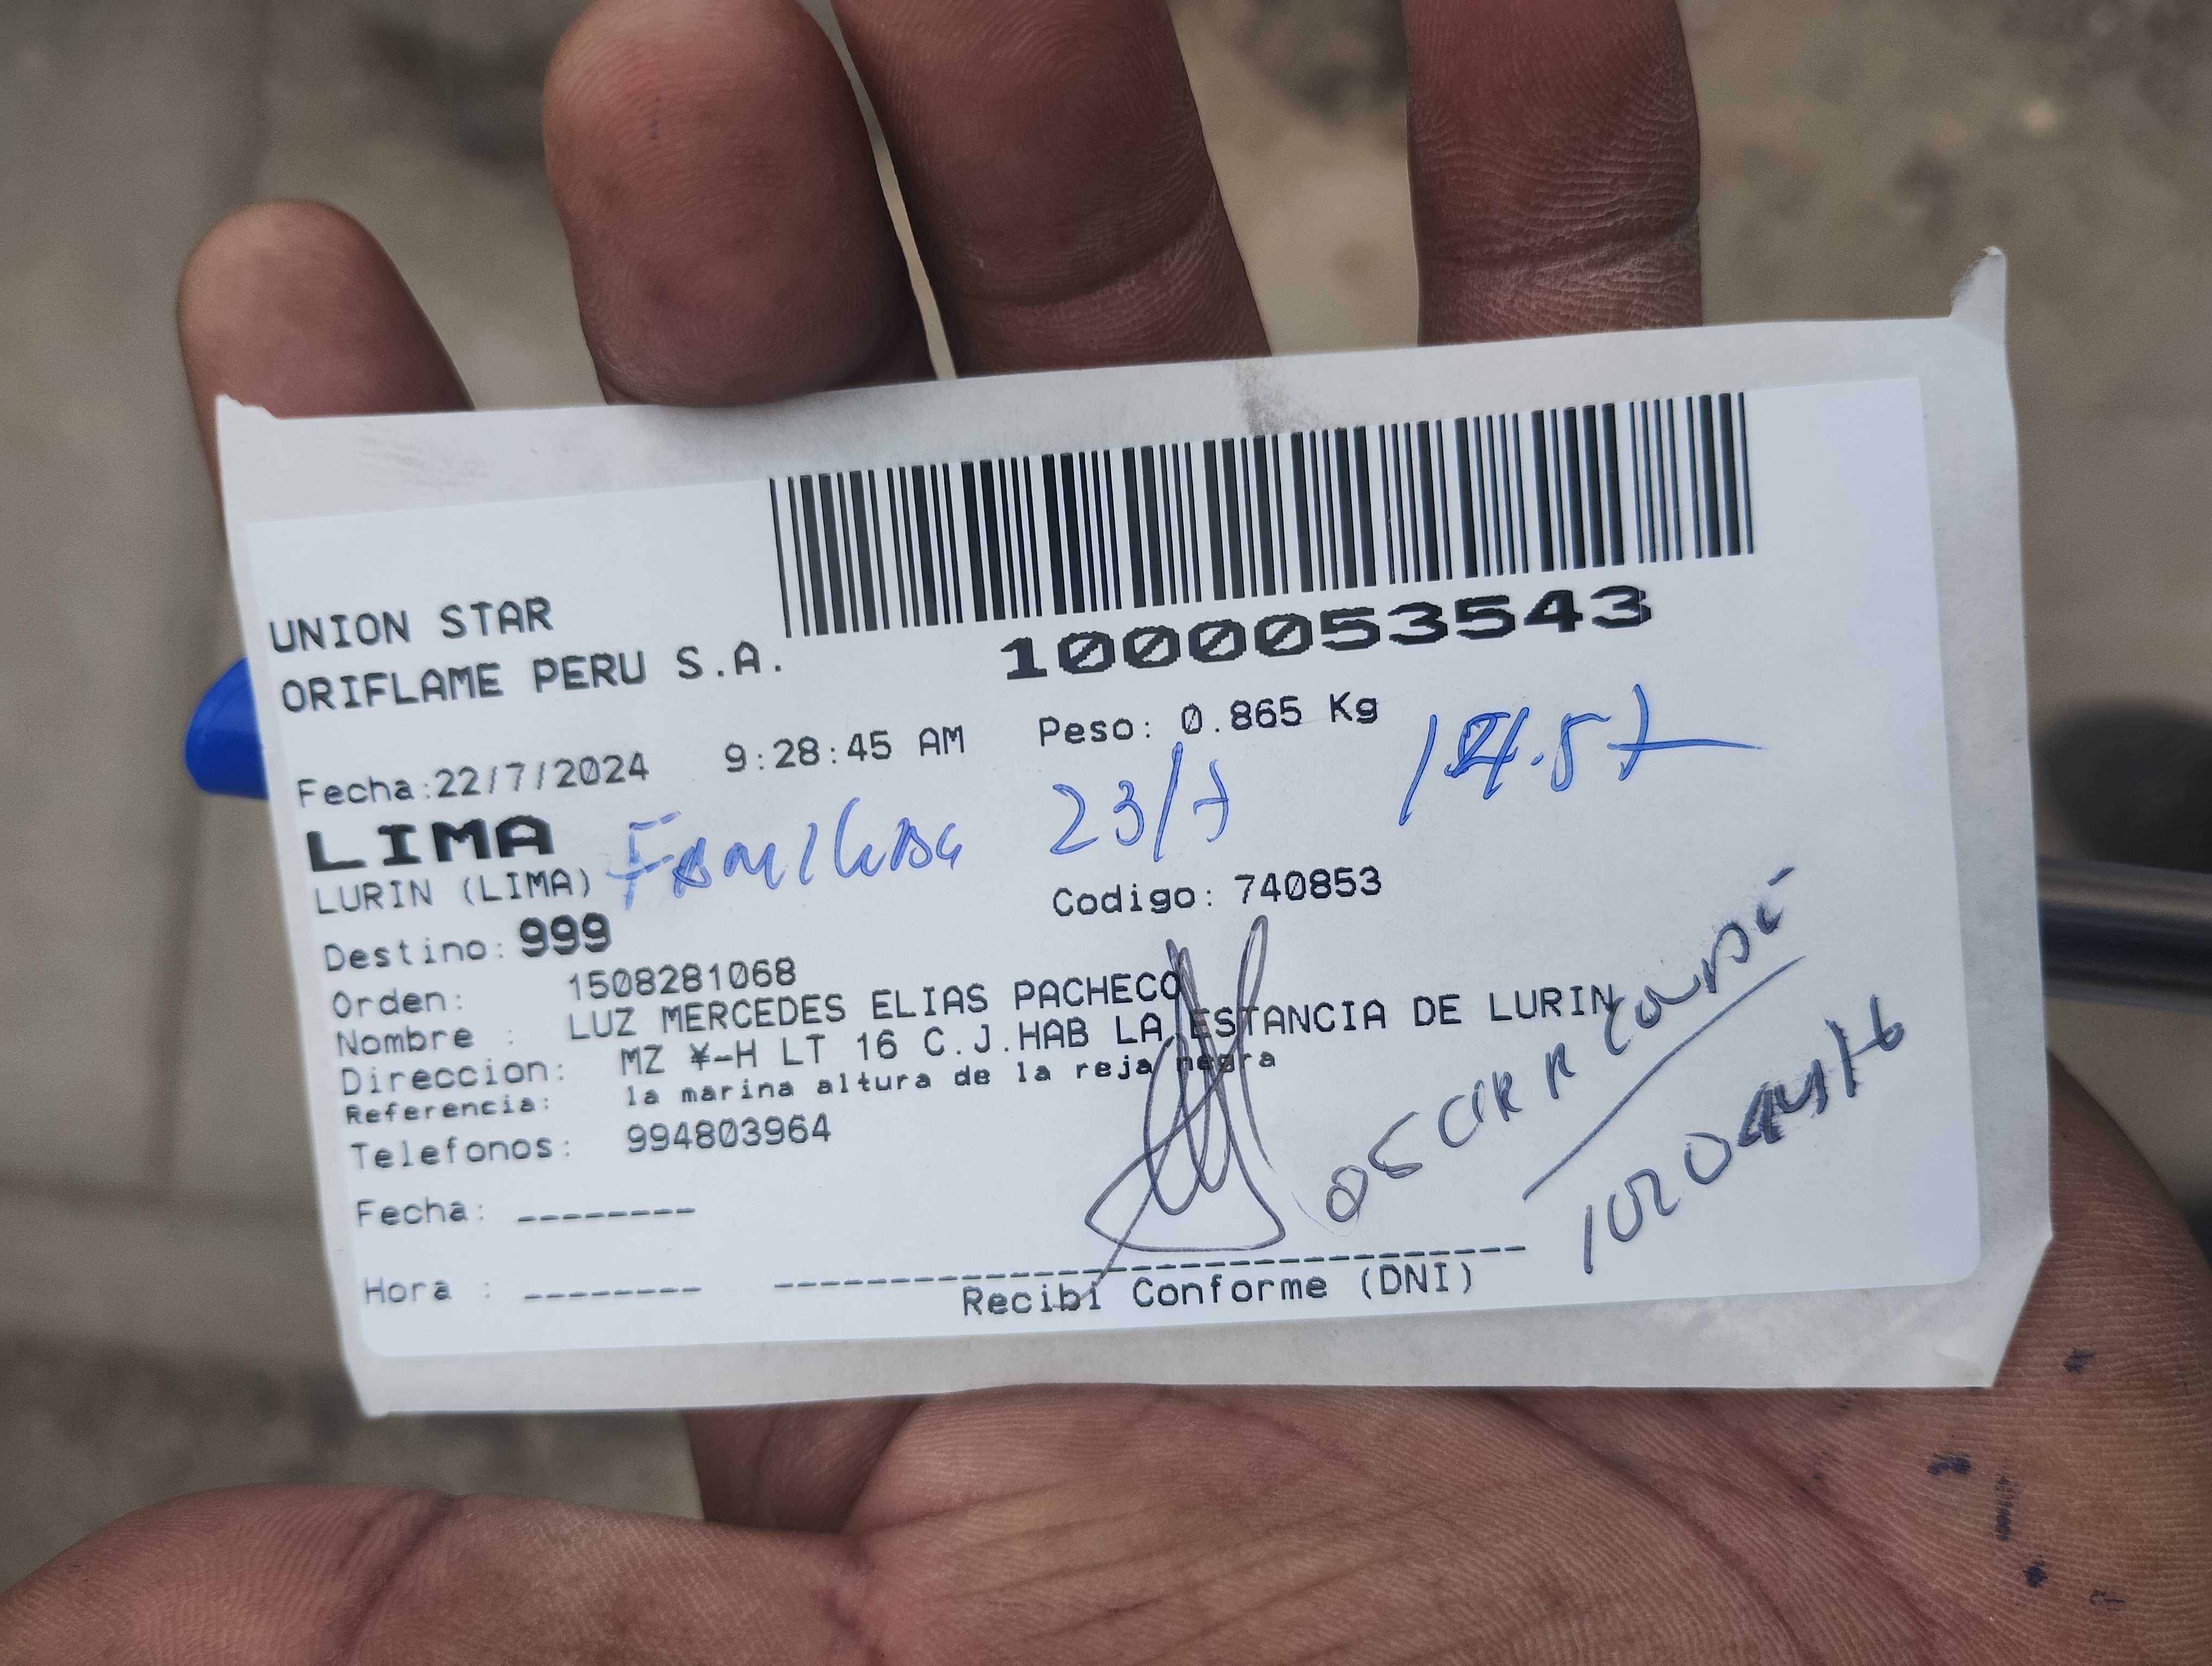 UNION STAR
ORIFLAME PERU S.A.
1000053543
Fecha:22/7/2024 9:28:45 AM Peso: 0.865 Kg
LIMA
23/7
LURIN (LIMA)
Codigo: 740853
Destino: 999
Orden: 1508281068
Nombre : LUZ MERCEDES ELIAS PACHECO
Direccion: MZ ¥-H LT 16 C.J.HAB LA ESTANCIA DE LURIN
Referencia: la marina altura de la reja negra
Telefonos: 994803964
OSCAR
Fecha: --------
Hora : --------
Recibi Conforme (DNI)